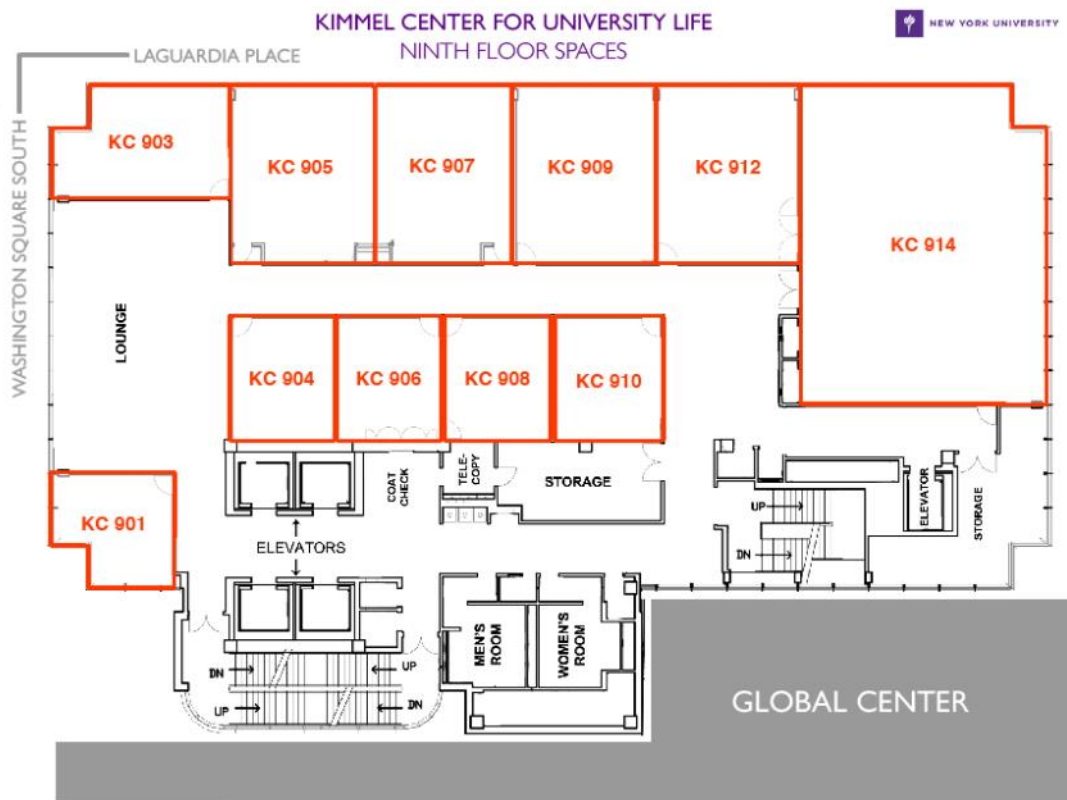 KIMMEL CENTER FOR UNIVERSITY LIFE
NINTH FLOOR SPACES
NEW YORK UNIVERSITY
LAGUARDIA PLACE
WASHINGTON SQUARE SOUTH
KC 903
KC 905
KC 907
KC 909
KC 912
KC 914
LOUNGE
KC 904
KC 906
KC 908
KC 910
KC 901
COAT
CHECK
TELE-
COPY
STORAGE
ELEVATORS
UP
DN
ELEVATOR
STORAGE
MEN'S
ROOM
WOMEN'S
ROOM
DN
UP
UP
DN
GLOBAL CENTER